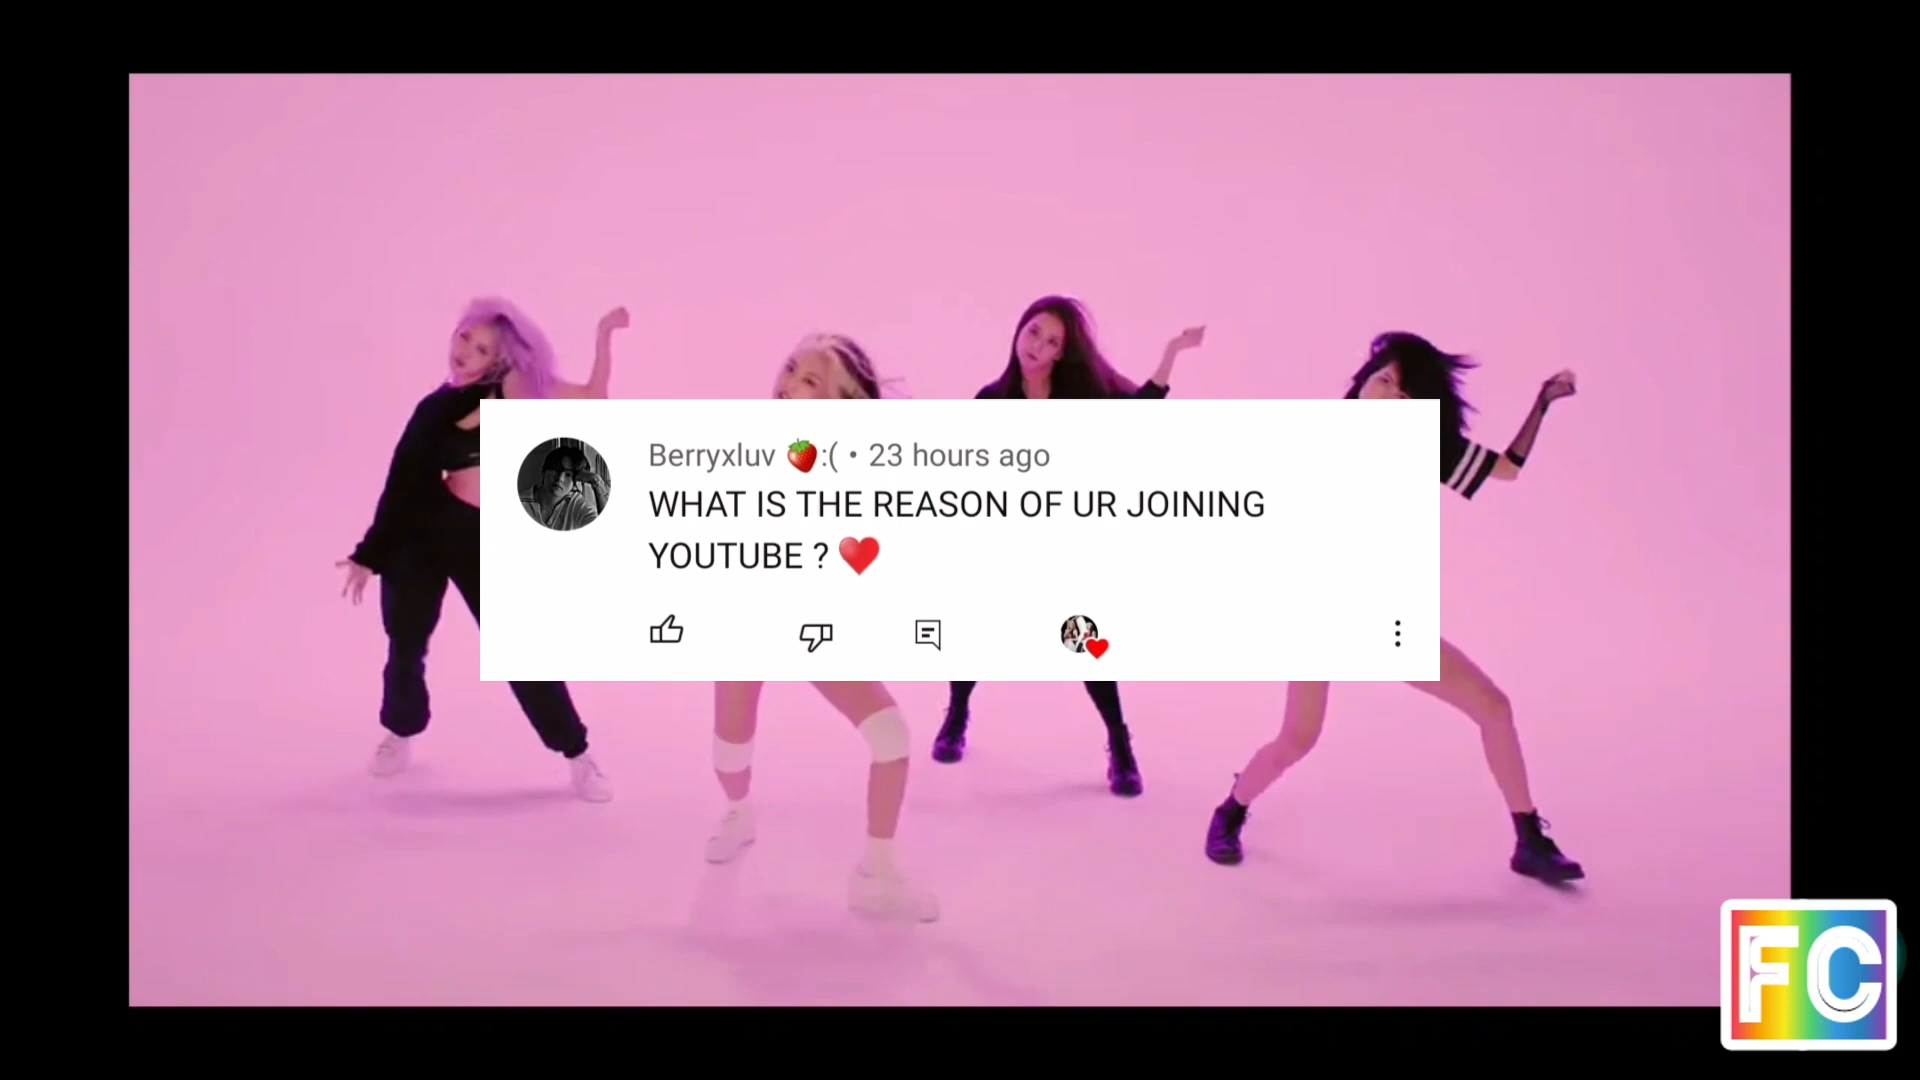 Berryxluv 🍓:( • 23 hours ago
WHAT IS THE REASON OF UR JOINING
YOUTUBE ? ❤️
FC